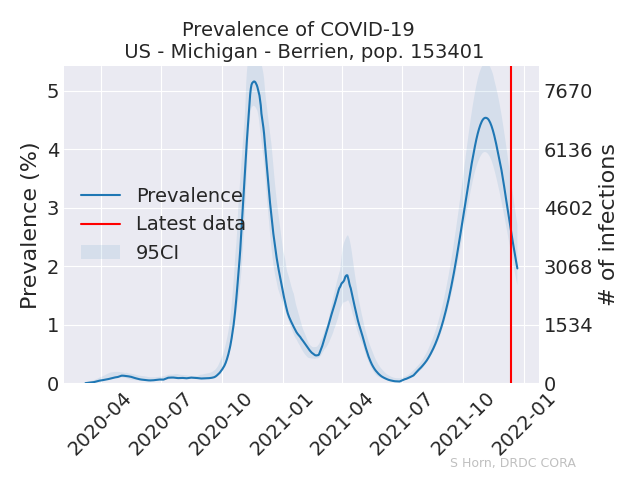 Prevalence of COVID-19
US - Michigan - Berrien, pop. 153401
Prevalence (%)
5
4
3
2
1
0
Prevalence
Latest data
95CI
7670
6136
4602
3068
1534
0
# of infections
2020-04
2020-07
2020-10
2021-01
2021-04
2021-07
2021-10
2022-01
S Horn, DRDC CORA